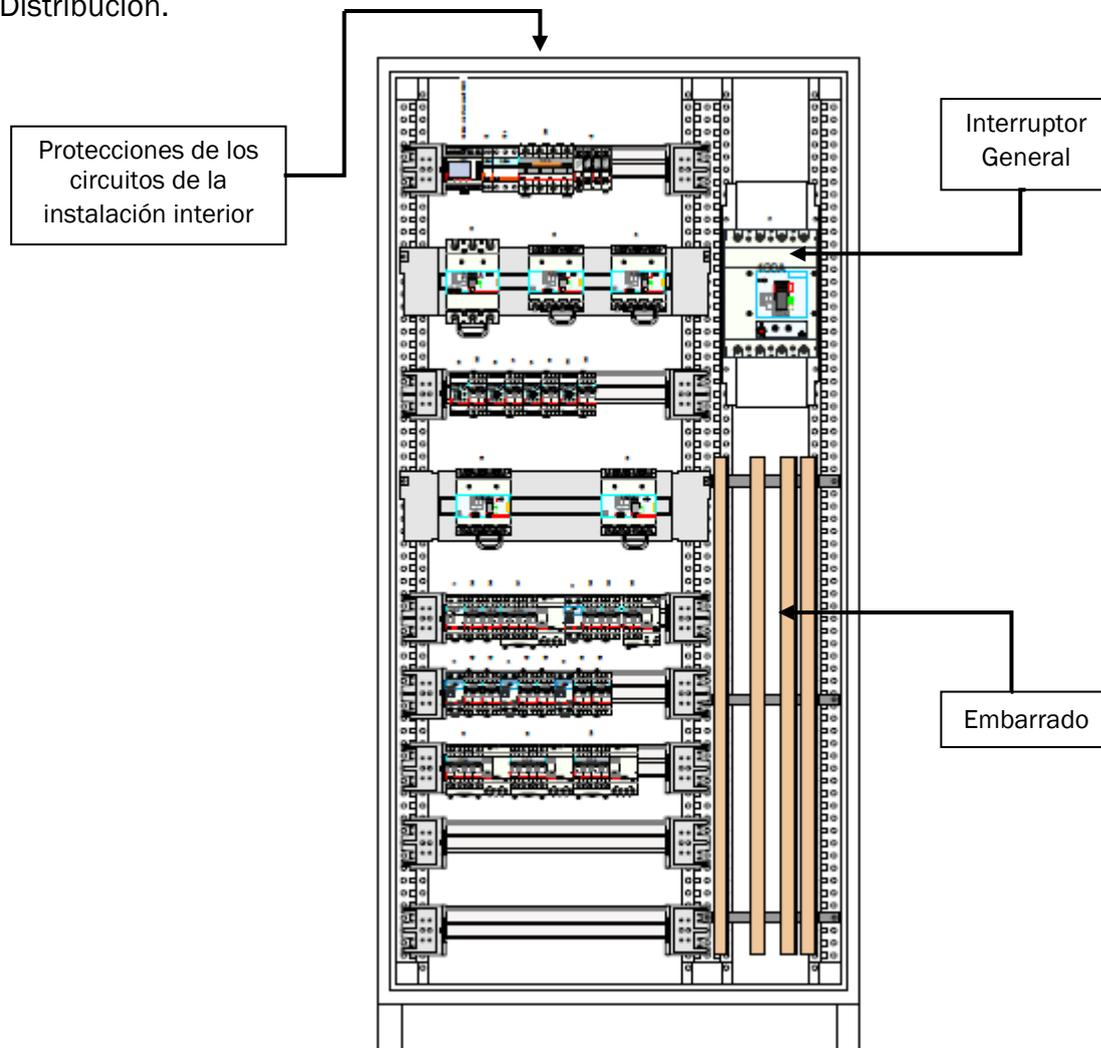 Distribución.
Protecciones de los
circuitos de la
instalación interior
Interruptor
General
Embarrado